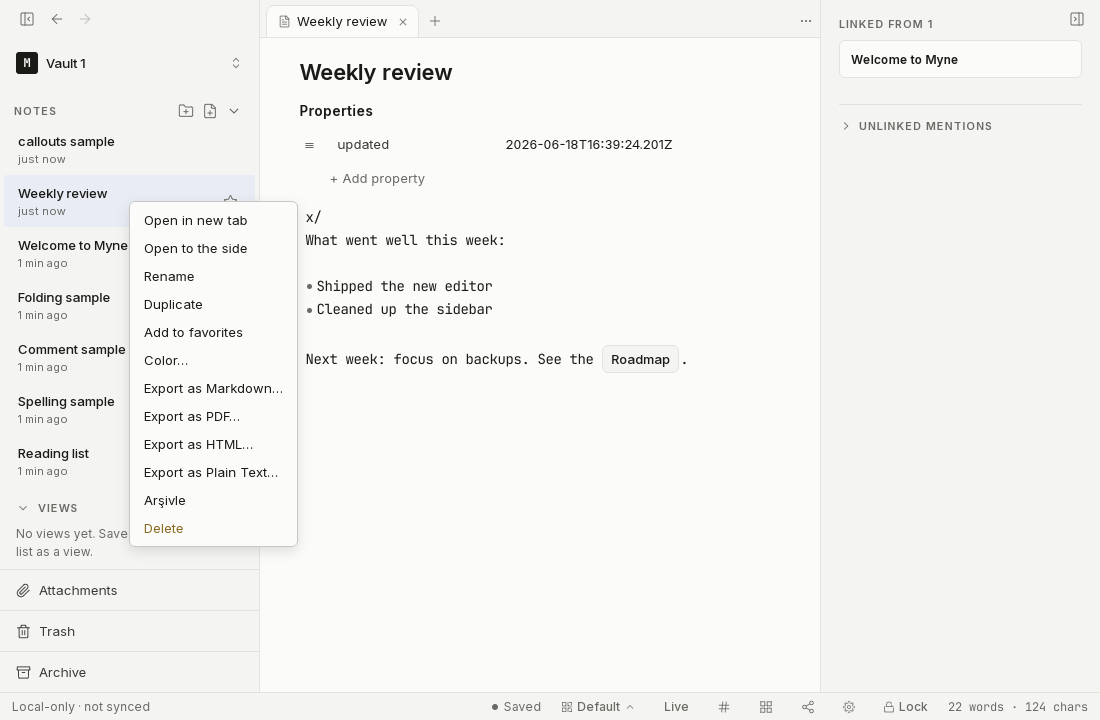 M Vault 1
NOTES
callouts sample
just now
Weekly review
just now
Welcome to Myne
1 min ago
Folding sample
1 min ago
Comment sample
1 min ago
Spelling sample
1 min ago
Reading list
1 min ago
VIEWS
No views yet. Save
list as a view.
Attachments
Trash
Archive
Open in new tab
Open to the side
Rename
Duplicate
Add to favorites
Color…
Export as Markdown…
Export as PDF…
Export as HTML…
Export as Plain Text…
Arşivle
Delete
Weekly review
Weekly review
Properties
updated 2026-06-18T16:39:24.201Z
+ Add property
x/
What went well this week:
• Shipped the new editor
• Cleaned up the sidebar
Next week: focus on backups. See the Roadmap .
LINKED FROM 1
Welcome to Myne
UNLINKED MENTIONS
Local-only · not synced
Saved
Default
Live
Lock
22 words · 124 chars